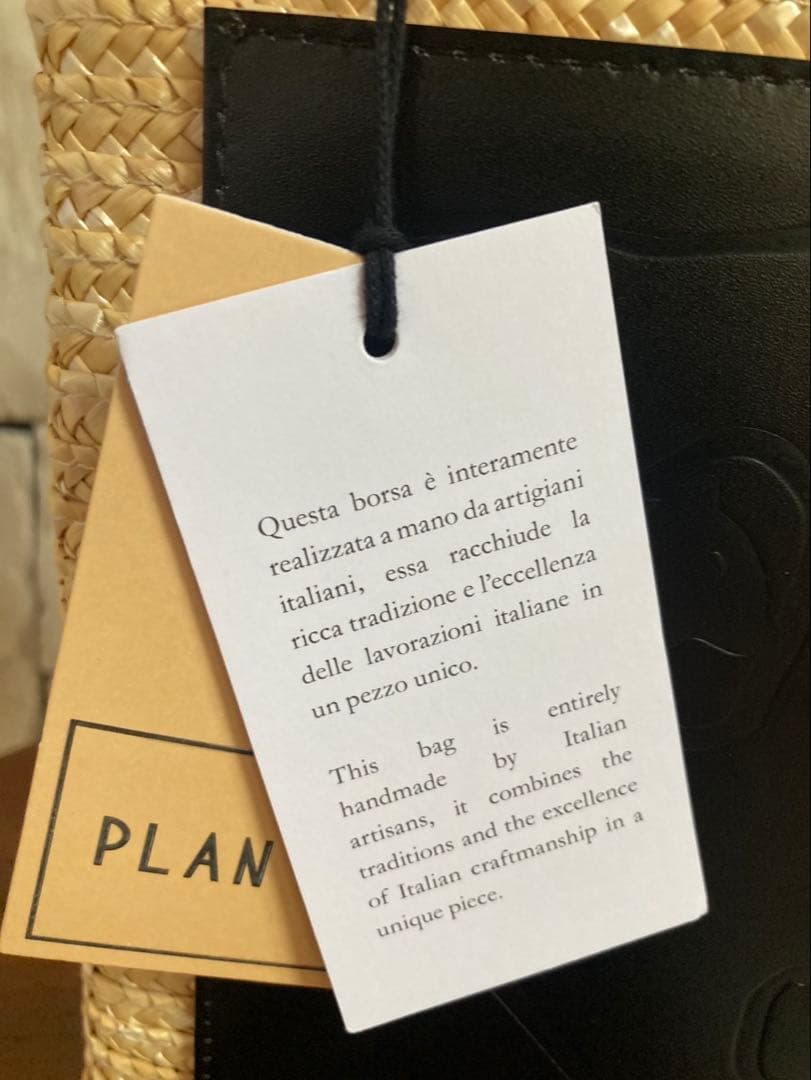 Questa borsa è interamente
realizzata a mano da artigiani
italiani, essa racchiude la
ricca tradizione e l'eccellenza
delle lavorazioni italiane in
un pezzo unico.
This bag is entirely
handmade by Italian
artisans, it combines the
traditions and the excellence
of Italian craftmanship in a
unique piece.
PLAN